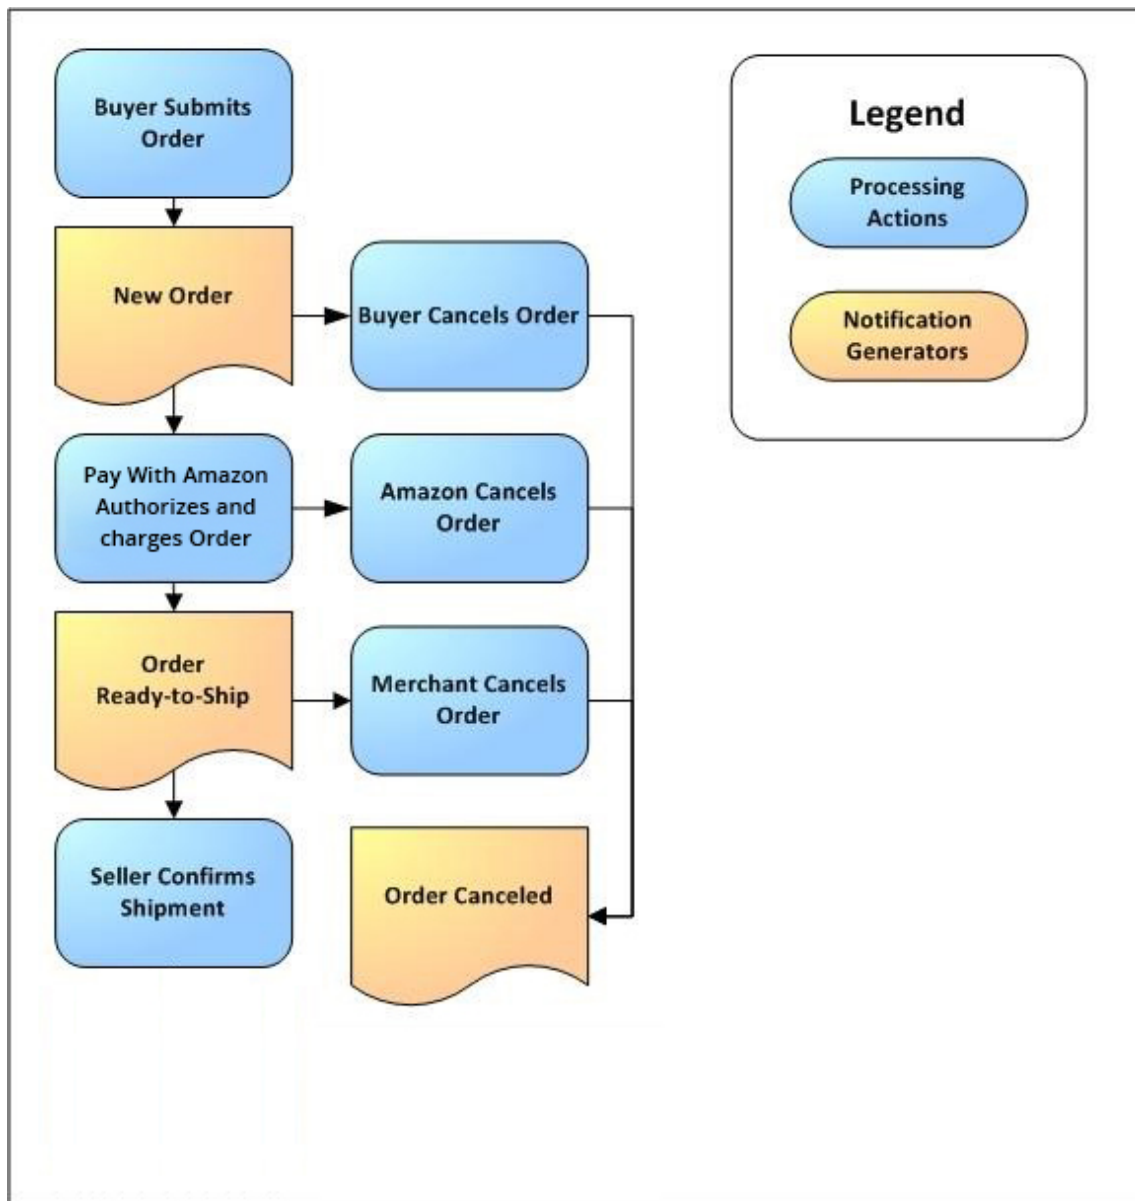 Buyer Submits
Order
New Order
Buyer Cancels Order
Pay With Amazon
Authorizes and
charges Order
Amazon Cancels
Order
Order
Ready-to-Ship
Merchant Cancels
Order
Seller Confirms
Shipment
Order Canceled
Legend
Processing
Actions
Notification
Generators